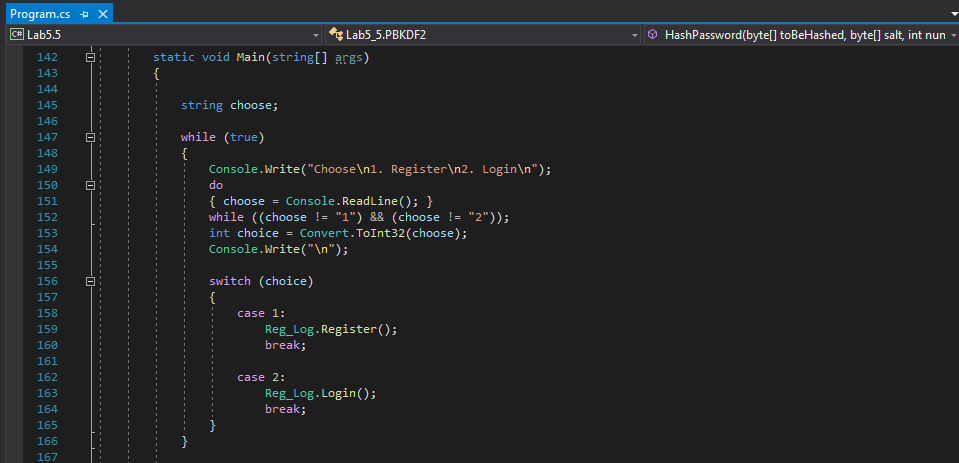 Program.cs
C# Lab5.5 Lab5_5.PBKDF2 HashPassword(byte[] toBeHashed, byte[] salt, int nun
142 static void Main(string[] args)
143 {
144
145 string choose;
146
147 while (true)
148 {
149 Console.Write("Choose\n1. Register\n2. Login\n");
150 do
151 { choose = Console.ReadLine(); }
152 while ((choose != "1") && (choose != "2"));
153 int choice = Convert.ToInt32(choose);
154 Console.Write("\n");
155
156 switch (choice)
157 {
158 case 1:
159 Reg_Log.Register();
160 break;
161
162 case 2:
163 Reg_Log.Login();
164 break;
165 }
166 }
167